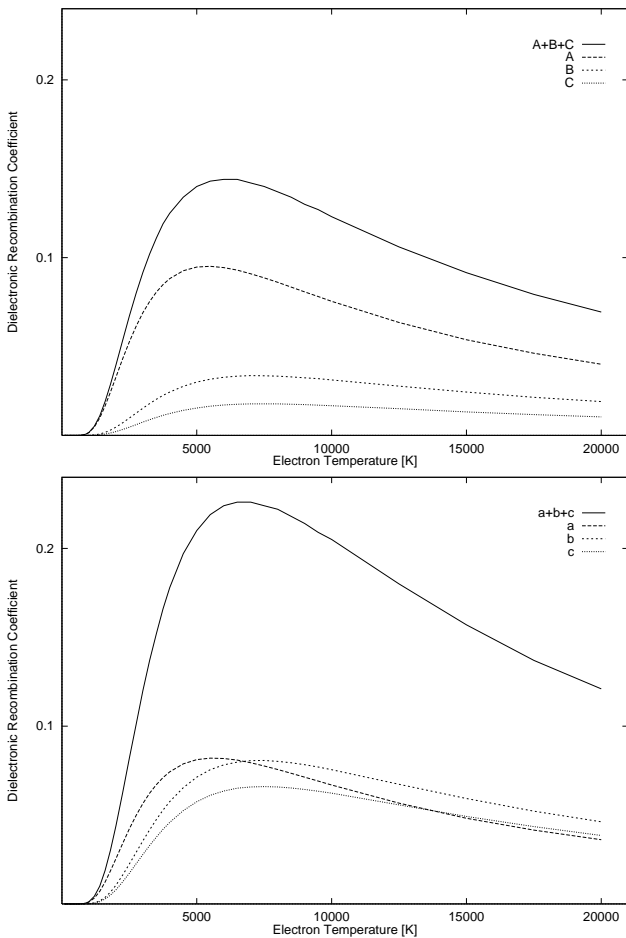 A+B+C
A
B
C
0.2
0.1
Dielectronic Recombination Coefficient
5000
10000
15000
20000
Electron Temperature [K]
a+b+c
a
b
c
0.2
0.1
Dielectronic Recombination Coefficient
5000
10000
15000
20000
Electron Temperature [K]